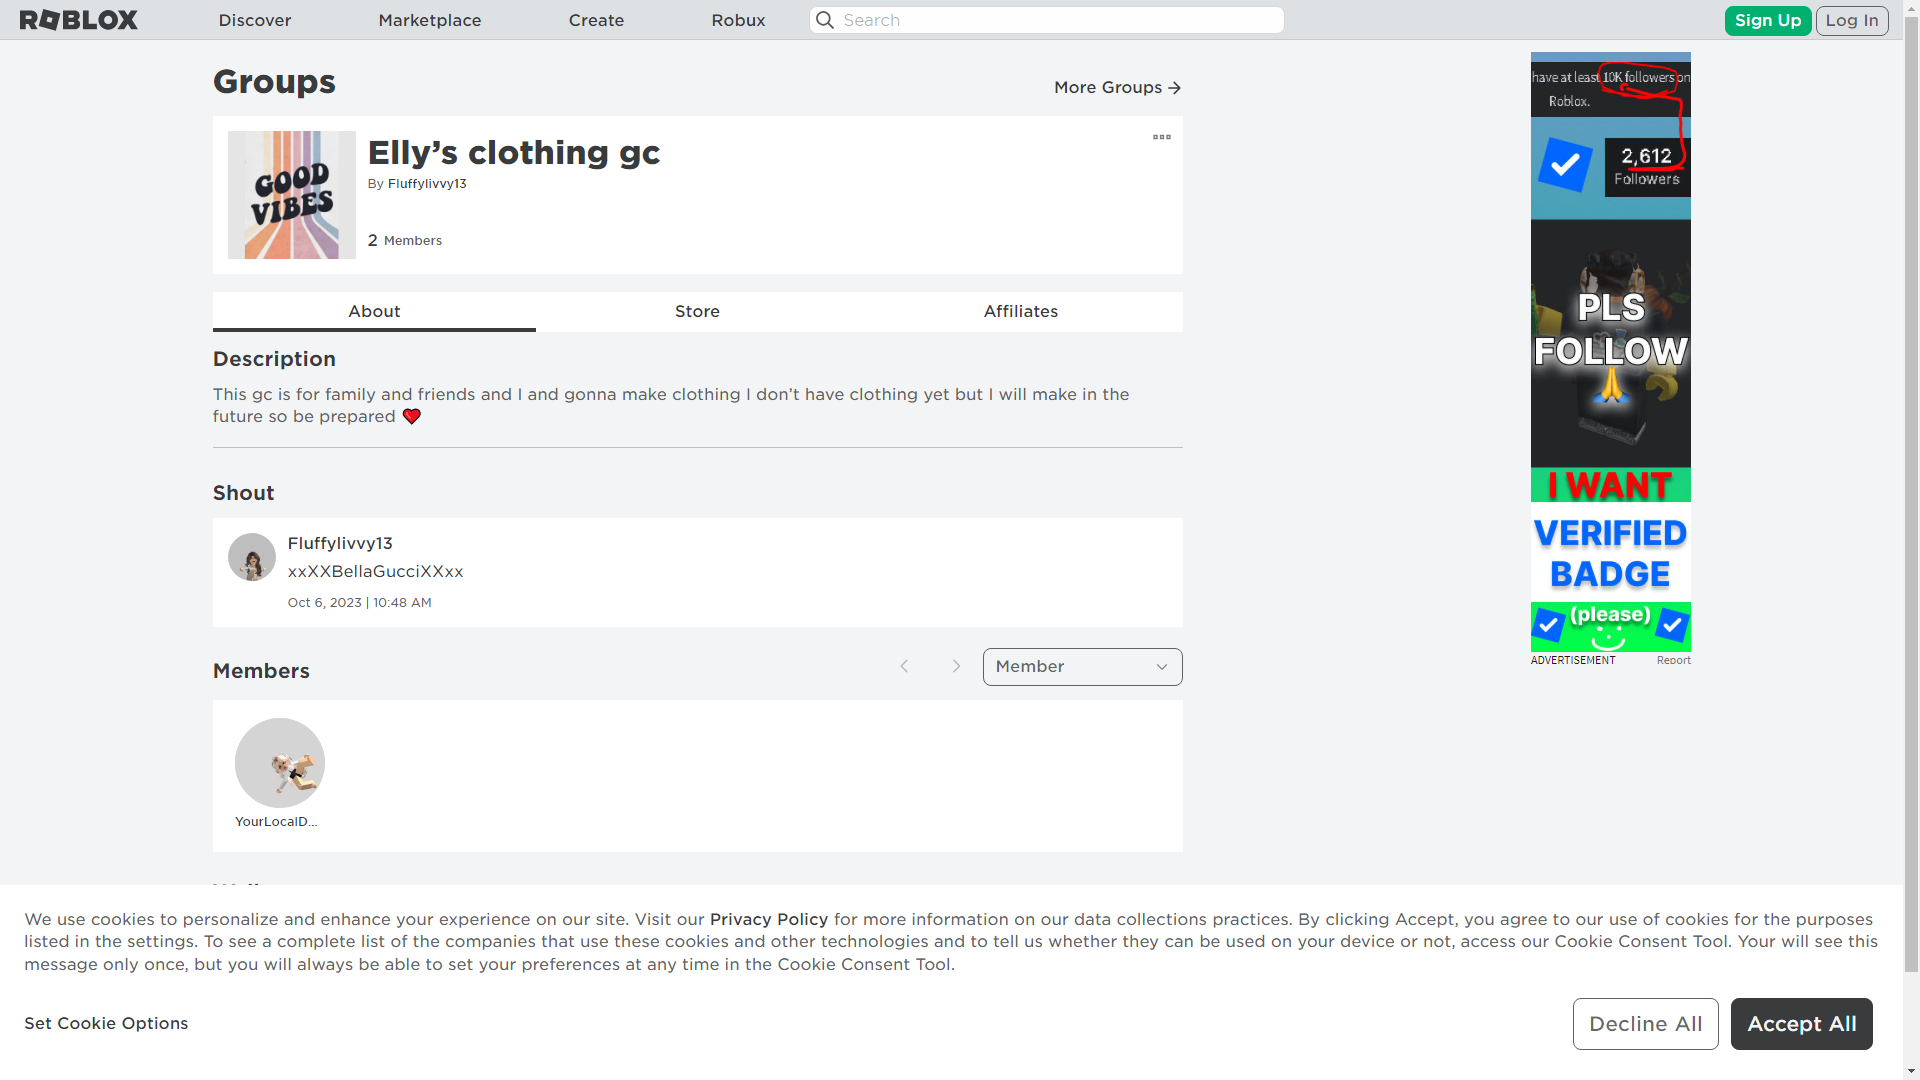 ROBLOX
Discover
Marketplace
Create
Robux
Search
Sign Up
Log In
Groups
More Groups
GOOD
VIBES
Elly’s clothing gc
By Fluffylivvy13
2 Members
About
Store
Affiliates
Description
This gc is for family and friends and I and gonna make clothing I don’t have clothing yet but I will make in the
future so be prepared ❤️
Shout
Fluffylivvy13
xxXXBellaGucciXXxx
Oct 6, 2023 | 10:48 AM
Members
Member
YourLocalD...
have at least 10K followers on
Roblox.
2,612
Followers
PLS
FOLLOW
🙏
I WANT
VERIFIED
BADGE
(please)
ADVERTISEMENT
Report
We use cookies to personalize and enhance your experience on our site. Visit our Privacy Policy for more information on our data collections practices. By clicking Accept, you agree to our use of cookies for the purposes
listed in the settings. To see a complete list of the companies that use these cookies and other technologies and to tell us whether they can be used on your device or not, access our Cookie Consent Tool. Your will see this
message only once, but you will always be able to set your preferences at any time in the Cookie Consent Tool.
Set Cookie Options
Decline All
Accept All